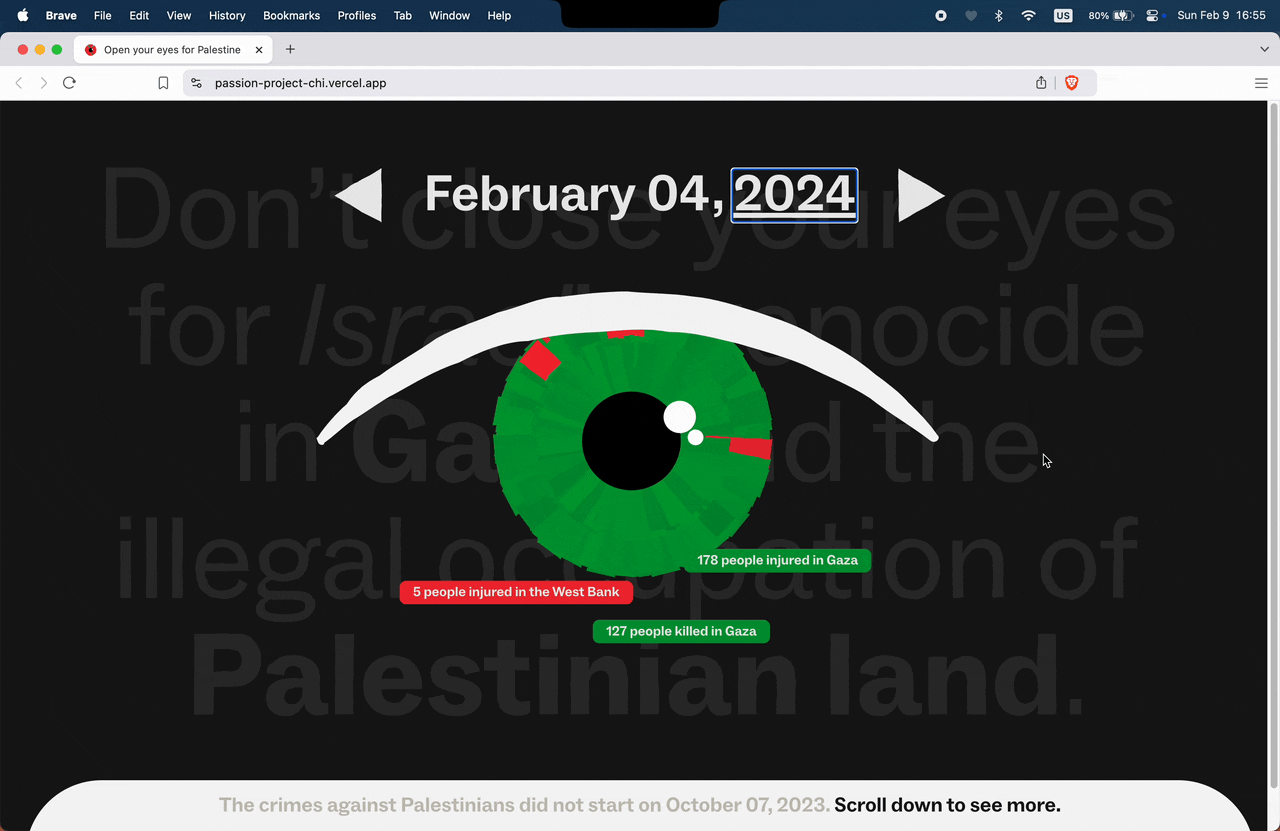 Brave File Edit View History Bookmarks Profiles Tab Window Help US 80% Sun Feb 9 16:55
Open your eyes for Palestine
passion-project-chi.vercel.app
February 04, 2024
Don't close your eyes
for Israel's genocide
in Gaza and the
illegal occupation of
Palestinian land.
178 people injured in Gaza
5 people injured in the West Bank
127 people killed in Gaza
The crimes against Palestinians did not start on October 07, 2023. Scroll down to see more.